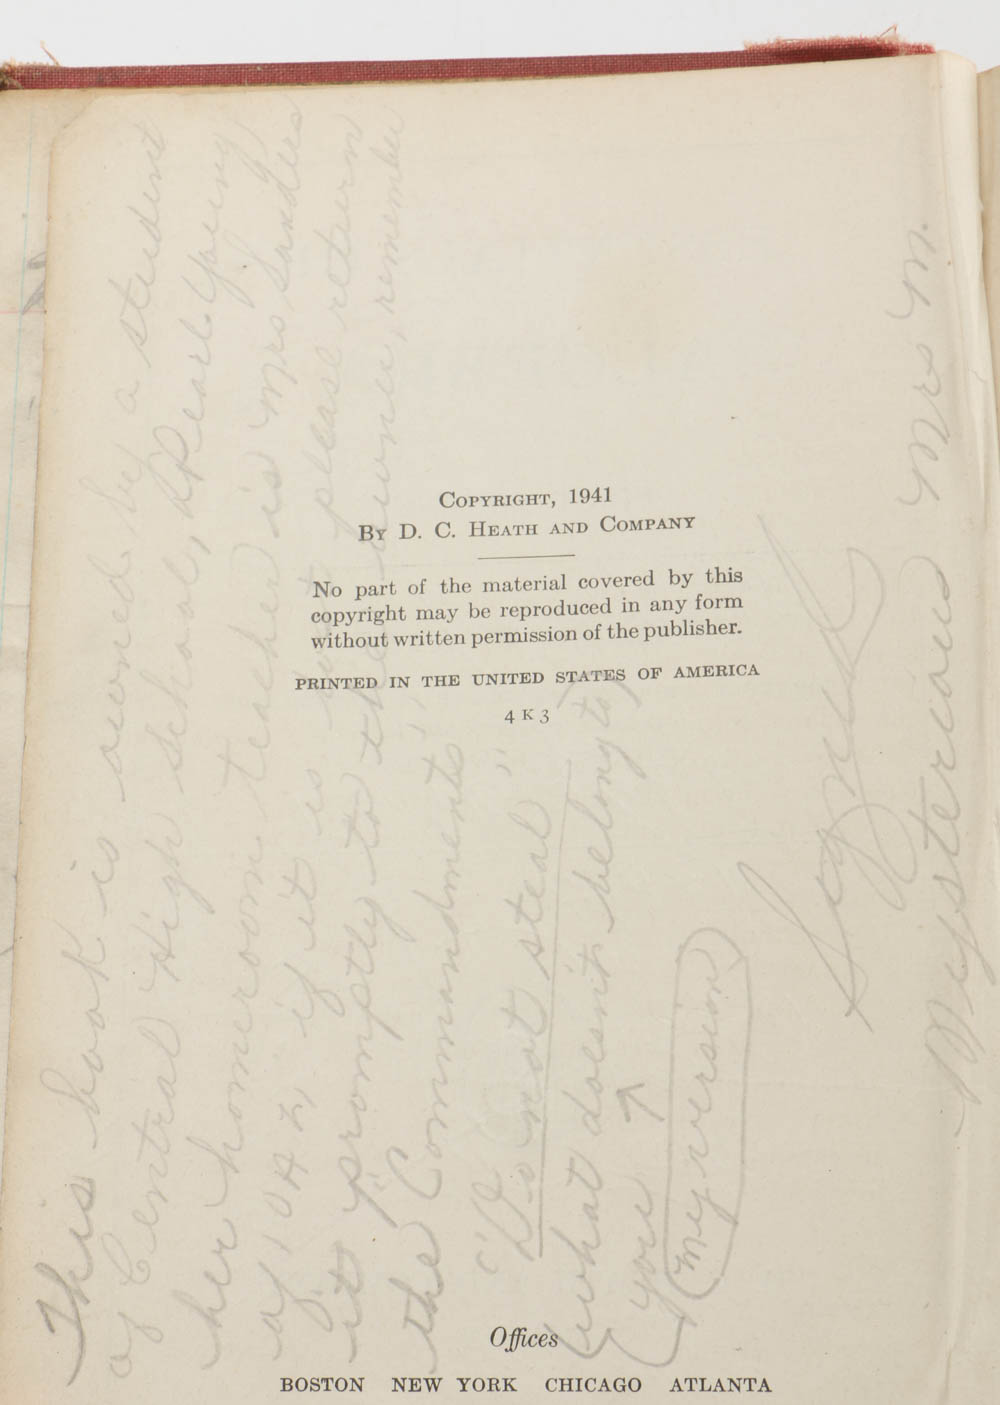 COPYRIGHT, 1941
BY D. C. HEATH AND COMPANY
No part of the material covered by this
copyright may be reproduced in any form
without written permission of the publisher.
PRINTED IN THE UNITED STATES OF AMERICA
4 K 3
Offices
BOSTON NEW YORK CHICAGO ATLANTA
This book is owned by a student
of Central High School, Pearl Young
her homeroom teacher is Mrs Sanders
of 104 if it is please return
it promptly to the owner, remember
the Commandments
"Do not steal"
(what doesn't belong to
you)
(my version)
Signed
Mysterious Mrs M.